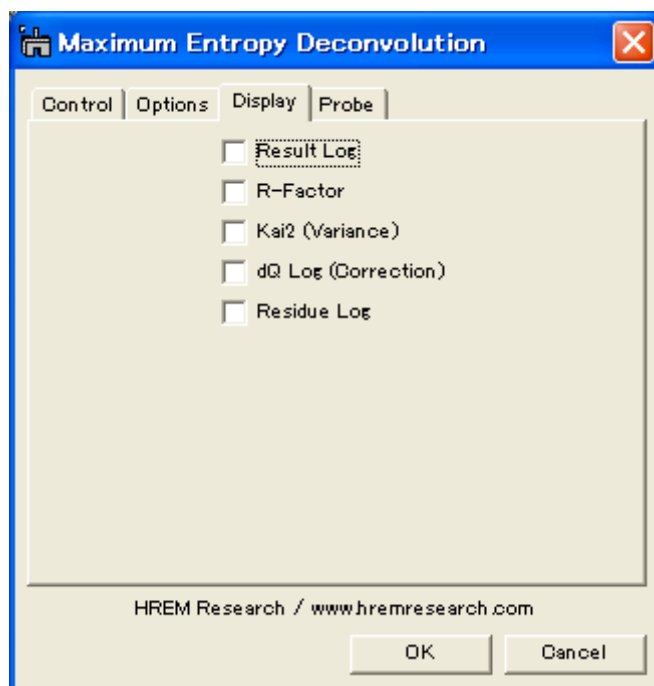 Maximum Entropy Deconvolution
Control Options Display Probe
Result Log
R-Factor
Kai2 (Variance)
dQ Log (Correction)
Residue Log
HREM Research / www.hremresearch.com
OK Cancel